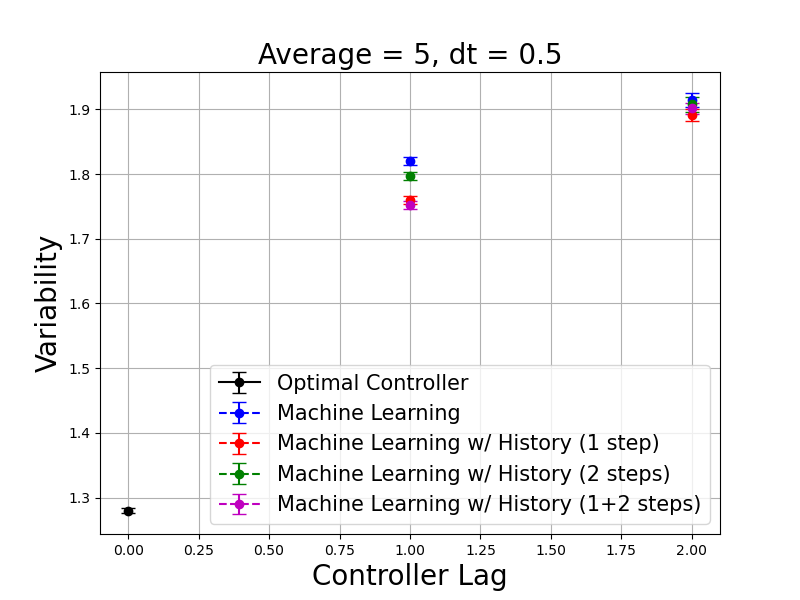 Average = 5, dt = 0.5
Variability
1.9
1.8
1.7
1.6
1.5
1.4
1.3
Optimal Controller
Machine Learning
Machine Learning w/ History (1 step)
Machine Learning w/ History (2 steps)
Machine Learning w/ History (1+2 steps)
0.00 0.25 0.50 0.75 1.00 1.25 1.50 1.75 2.00
Controller Lag